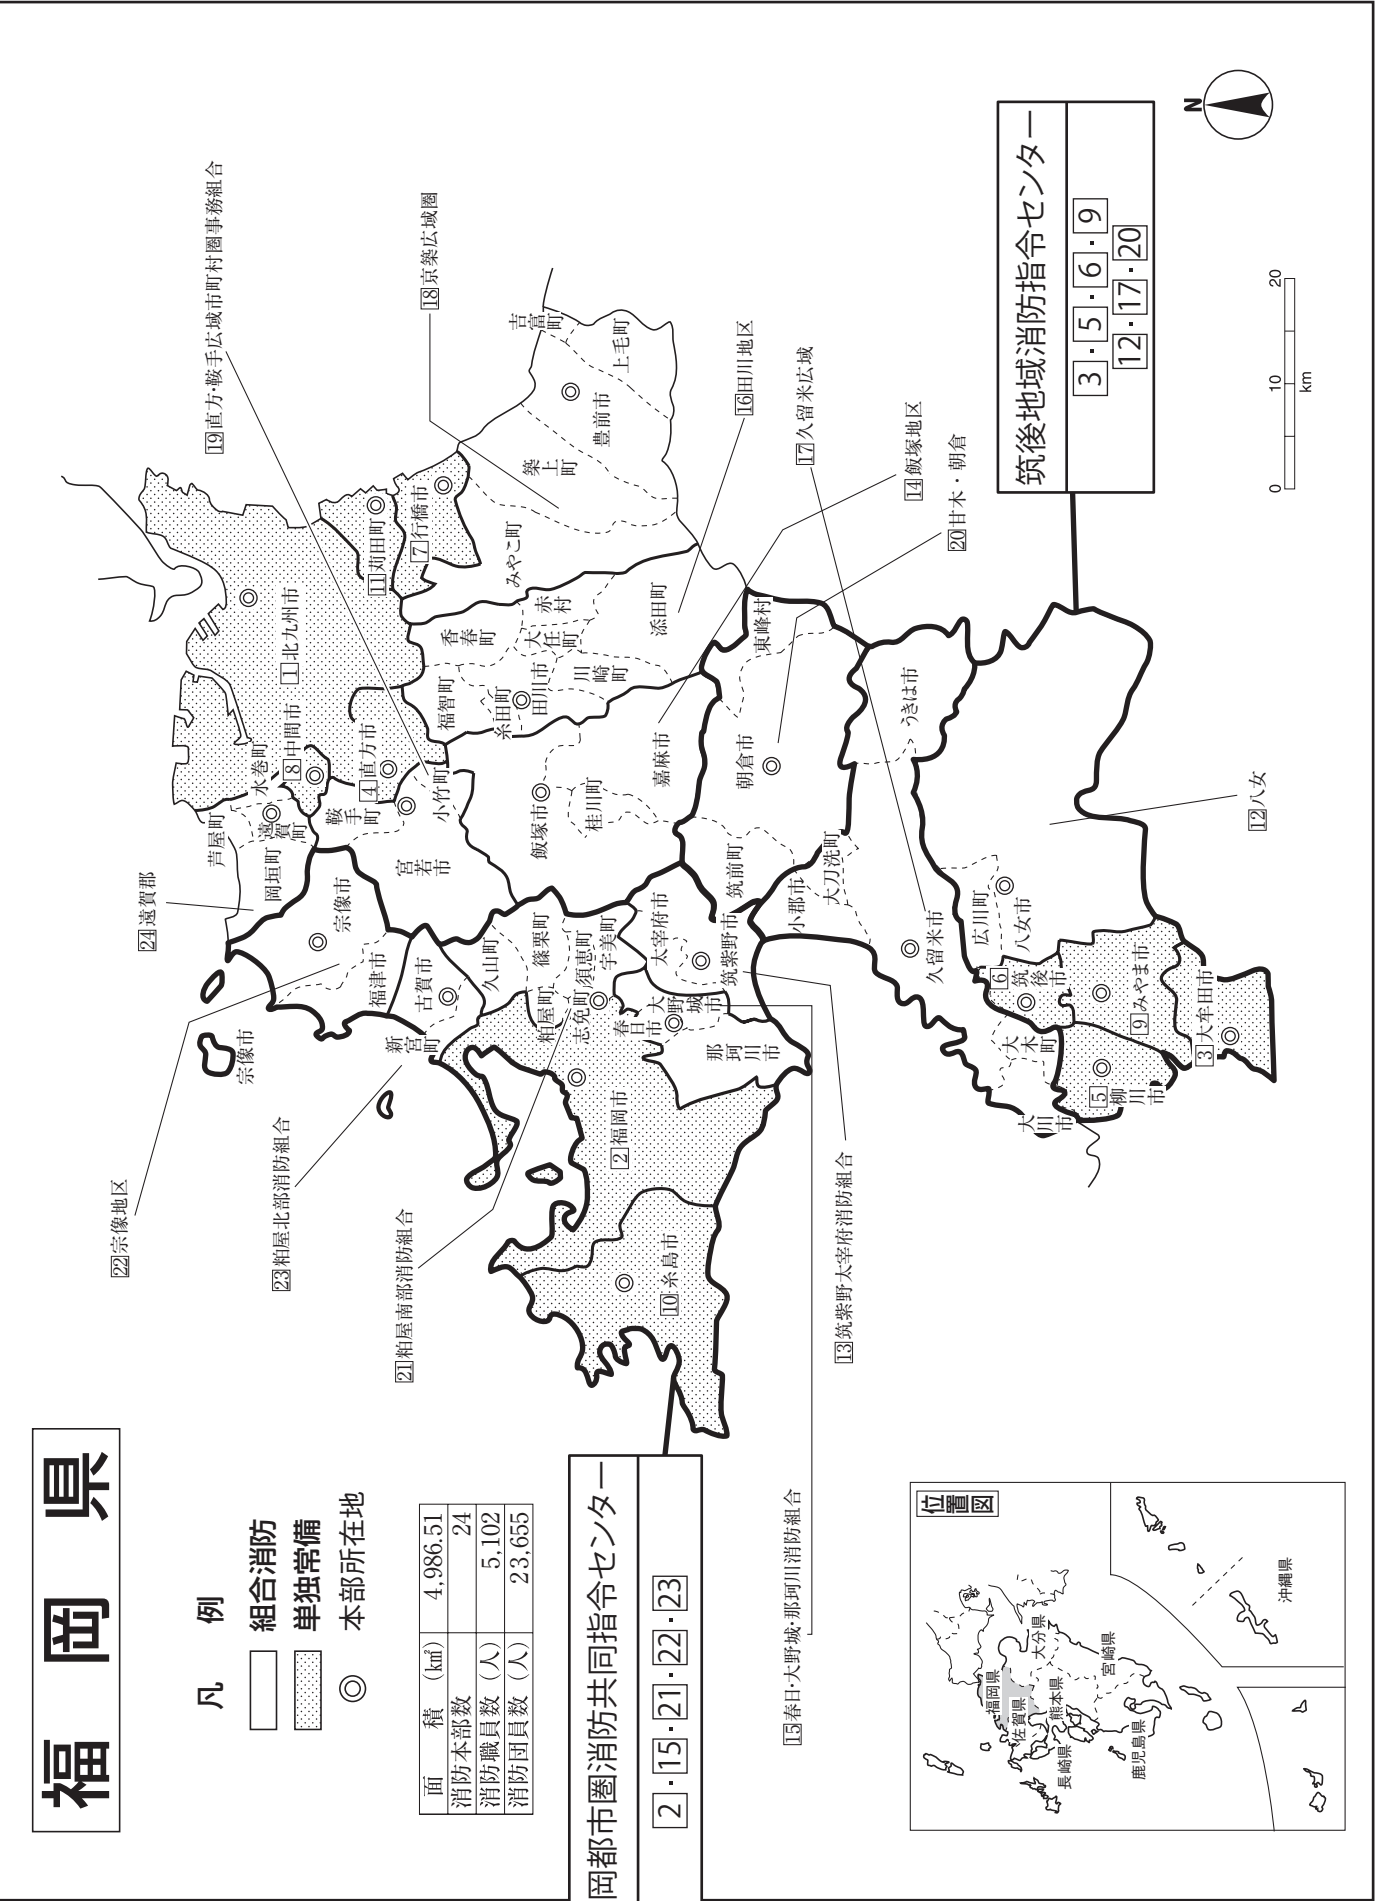 福岡県
凡例
組合消防
単独常備
本部所在地
面積（㎢） 4,986.51
消防本部数 24
消防職員数（人） 5,102
消防団員数（人） 23,655
岡都市圏消防共同指令センター
2・15・21・22・23
筑後地域消防指令センター
3・5・6・9
12・17・20
22宗像地区
24遠賀郡
19直方・鞍手広域市町村圏事務組合
18京築広域圏
23粕屋北部消防組合
21粕屋南部消防組合
16田川地区
17久留米広域
14飯塚地区
20甘木・朝倉
12八女
13筑紫野太宰府消防組合
15春日・大野城・那珂川消防組合
1北九州市
芦屋町
水巻町
8中間市
遠賀町
岡垣町
4直方市
鞍手町
小竹町
宮若市
宗像市
宗像市
福津市
古賀市
新宮町
久山町
篠栗町
粕屋町
須恵町
志免町
宇美町
11苅田町
7行橋市
みやこ町
築上町
豊前市
吉富町
上毛町
香春町
赤村
大任町
福智町
糸田町
田川市
川崎町
添田町
飯塚市
桂川町
嘉麻市
東峰村
朝倉市
筑前町
太宰府市
筑紫野市
大野城市
春日市
那珂川市
2福岡市
10糸島市
小郡市
大刀洗町
うきは市
久留米市
広川町
八女市
6筑後市
大木町
大川市
5柳川市
9みやま市
3大牟田市
N
0 10 20
km
位置図
福岡県
佐賀県
長崎県
大分県
熊本県
宮崎県
鹿児島県
沖縄県